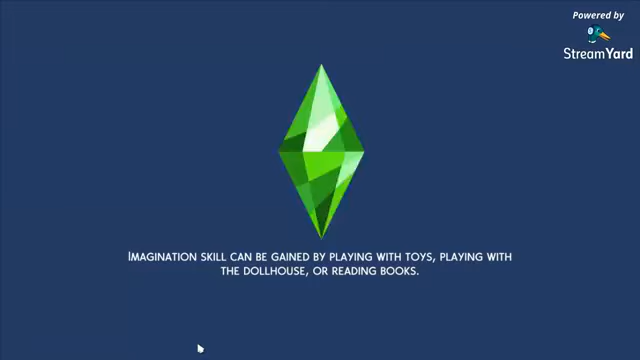 Powered by
StreamYard
IMAGINATION SKILL CAN BE GAINED BY PLAYING WITH TOYS, PLAYING WITH
THE DOLLHOUSE, OR READING BOOKS.